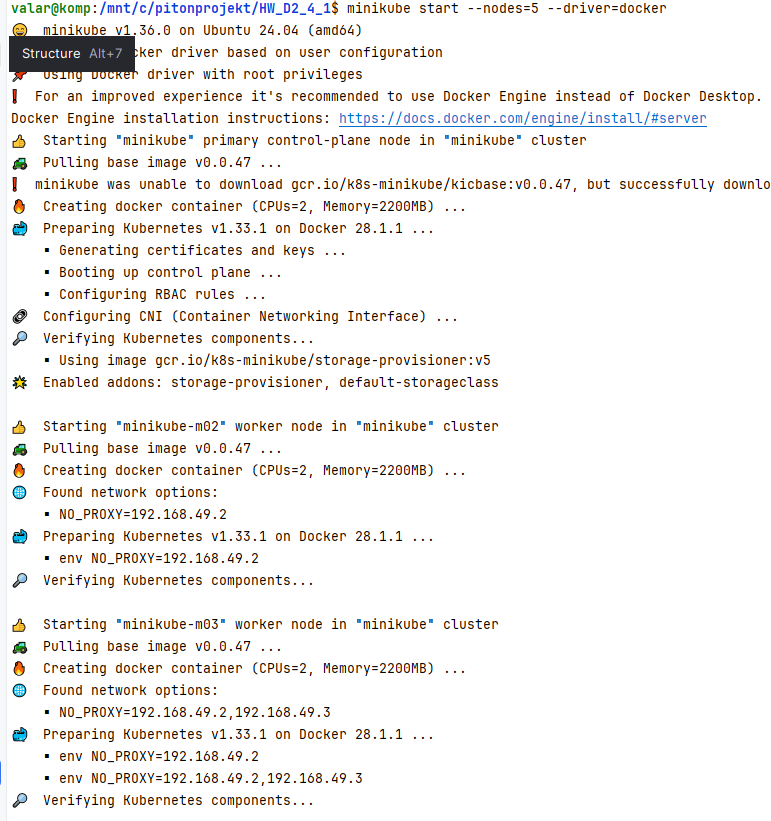 valar@komp:/mnt/c/pitonprojekt/HW_D2_4_1$ minikube start --nodes=5 --driver=docker
😄 minikube v1.36.0 on Ubuntu 24.04 (amd64)
Structure Alt+7
cker driver based on user configuration
📌 Using Docker driver with root privileges
❗ For an improved experience it's recommended to use Docker Engine instead of Docker Desktop.
Docker Engine installation instructions: https://docs.docker.com/engine/install/#server
👍 Starting "minikube" primary control-plane node in "minikube" cluster
🚜 Pulling base image v0.0.47 ...
❗ minikube was unable to download gcr.io/k8s-minikube/kicbase:v0.0.47, but successfully downlo
🔥 Creating docker container (CPUs=2, Memory=2200MB) ...
🐳 Preparing Kubernetes v1.33.1 on Docker 28.1.1 ...
▪ Generating certificates and keys ...
▪ Booting up control plane ...
▪ Configuring RBAC rules ...
🔗 Configuring CNI (Container Networking Interface) ...
🔎 Verifying Kubernetes components...
▪ Using image gcr.io/k8s-minikube/storage-provisioner:v5
🌟 Enabled addons: storage-provisioner, default-storageclass
👍 Starting "minikube-m02" worker node in "minikube" cluster
🚜 Pulling base image v0.0.47 ...
🔥 Creating docker container (CPUs=2, Memory=2200MB) ...
🌐 Found network options:
▪ NO_PROXY=192.168.49.2
🐳 Preparing Kubernetes v1.33.1 on Docker 28.1.1 ...
▪ env NO_PROXY=192.168.49.2
🔎 Verifying Kubernetes components...
👍 Starting "minikube-m03" worker node in "minikube" cluster
🚜 Pulling base image v0.0.47 ...
🔥 Creating docker container (CPUs=2, Memory=2200MB) ...
🌐 Found network options:
▪ NO_PROXY=192.168.49.2,192.168.49.3
🐳 Preparing Kubernetes v1.33.1 on Docker 28.1.1 ...
▪ env NO_PROXY=192.168.49.2
▪ env NO_PROXY=192.168.49.2,192.168.49.3
🔎 Verifying Kubernetes components...